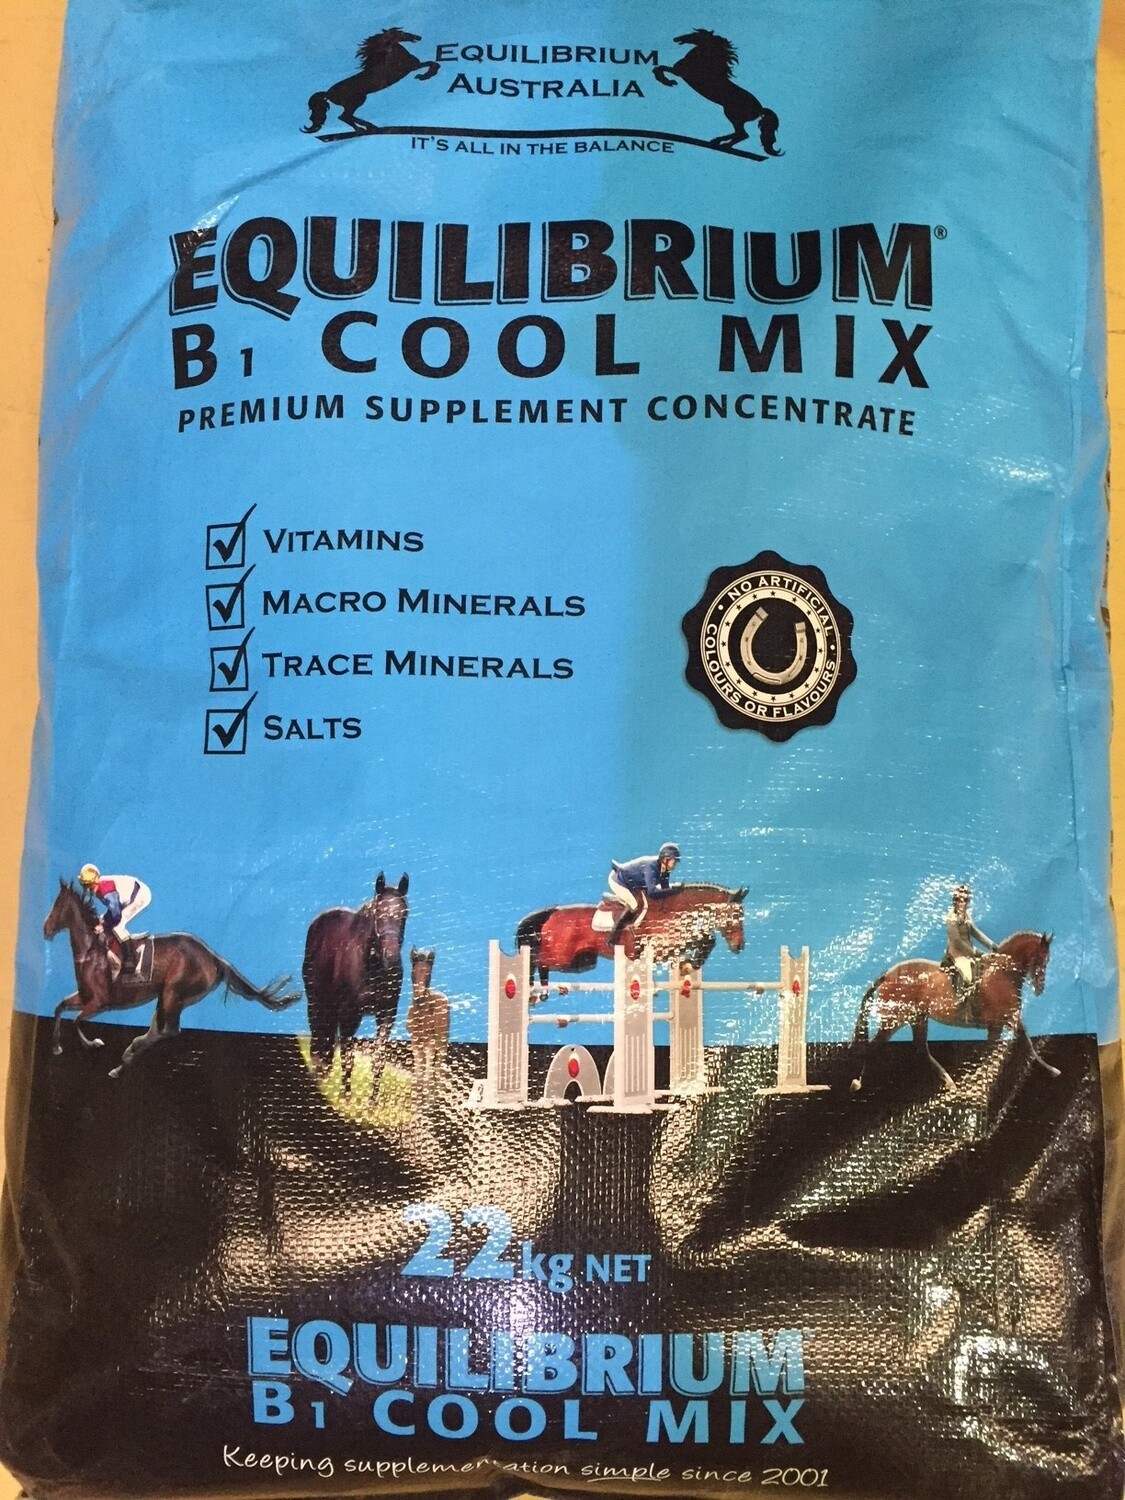 EQUILIBRIUM
AUSTRALIA
IT'S ALL IN THE BALANCE
EQUILIBRIUM®
B1 COOL MIX
PREMIUM SUPPLEMENT CONCENTRATE
VITAMINS
MACRO MINERALS
TRACE MINERALS
SALTS
NO ARTIFICIAL
COLOURS OR FLAVOURS
22kg NET
EQUILIBRIUM
B1 COOL MIX
Keeping supplementation simple since 2001